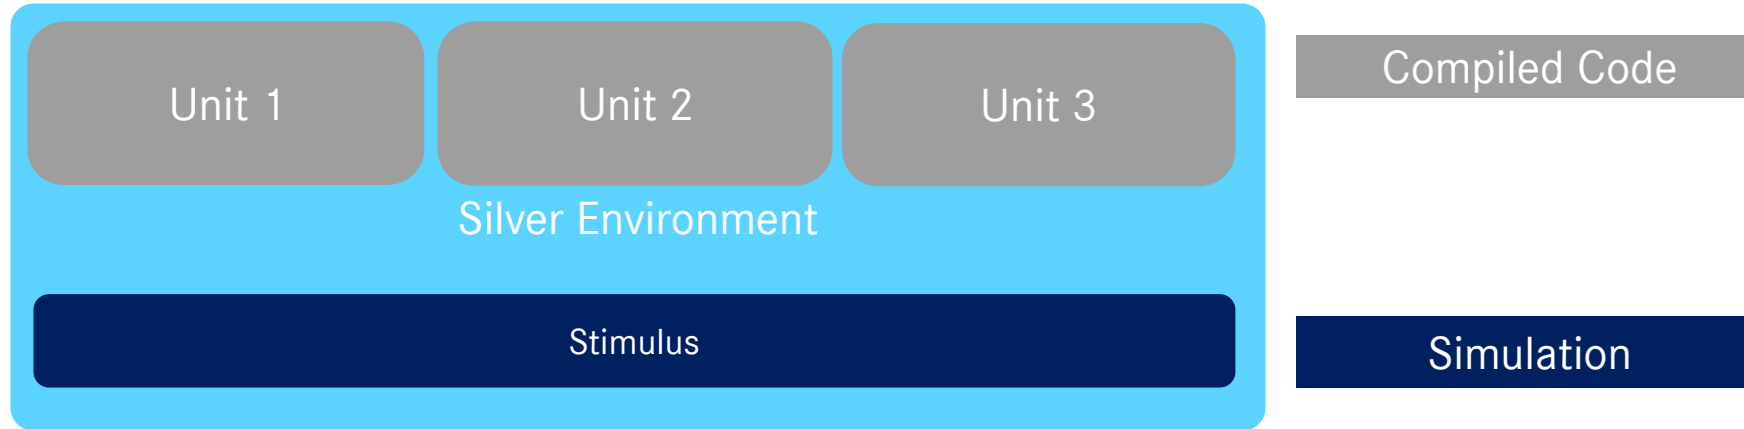 Unit 1
Unit 2
Unit 3
Compiled Code
Silver Environment
Stimulus
Simulation